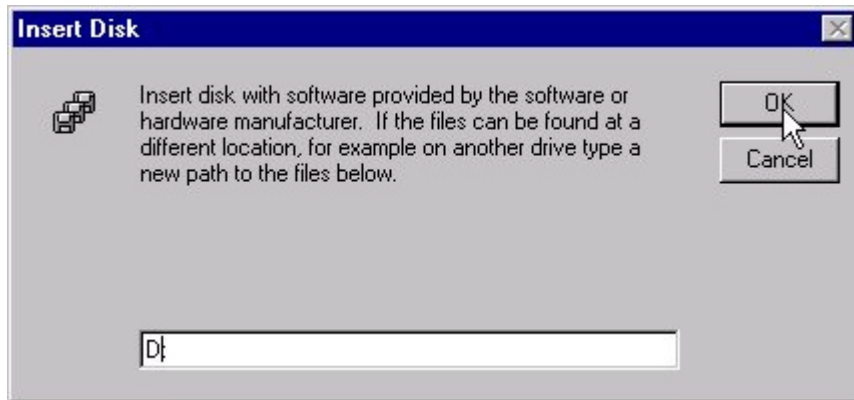 Insert Disk
Insert disk with software provided by the software or
hardware manufacturer. If the files can be found at a
different location, for example on another drive type a
new path to the files below.
OK
Cancel
D: